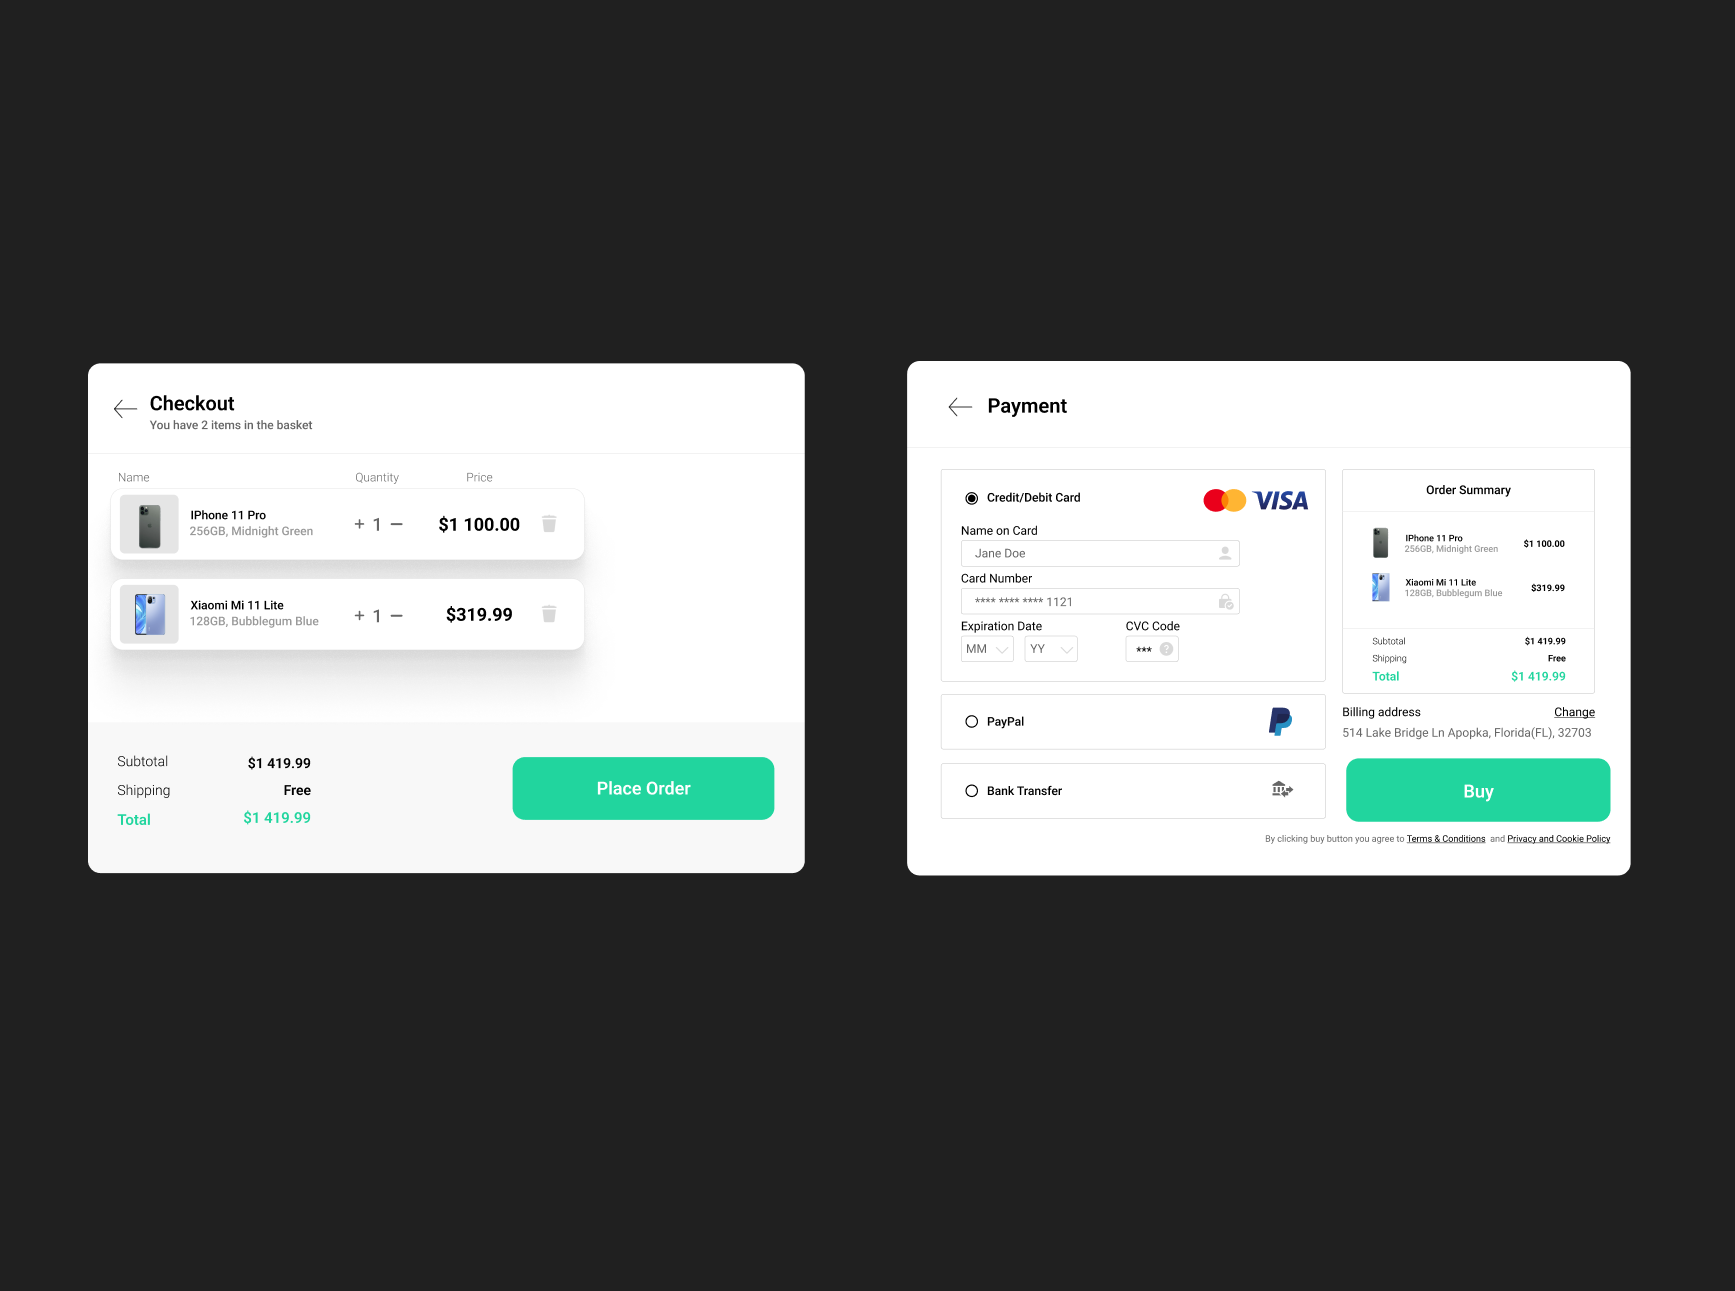 Checkout
You have 2 items in the basket
Name Quantity Price
IPhone 11 Pro
256GB, Midnight Green
+ 1 − $1 100.00
Xiaomi Mi 11 Lite
128GB, Bubblegum Blue
+ 1 − $319.99
Subtotal $1 419.99
Shipping Free
Total $1 419.99
Place Order
Payment
Credit/Debit Card
VISA
Name on Card
Jane Doe
Card Number
**** **** **** 1121
Expiration Date CVC Code
MM YY *** ?
PayPal
Bank Transfer
Order Summary
IPhone 11 Pro
256GB, Midnight Green
$1 100.00
Xiaomi Mi 11 Lite
128GB, Bubblegum Blue
$319.99
Subtotal $1 419.99
Shipping Free
Total $1 419.99
Billing address Change
514 Lake Bridge Ln Apopka, Florida(FL), 32703
Buy
By clicking buy button you agree to Terms & Conditions and Privacy and Cookie Policy